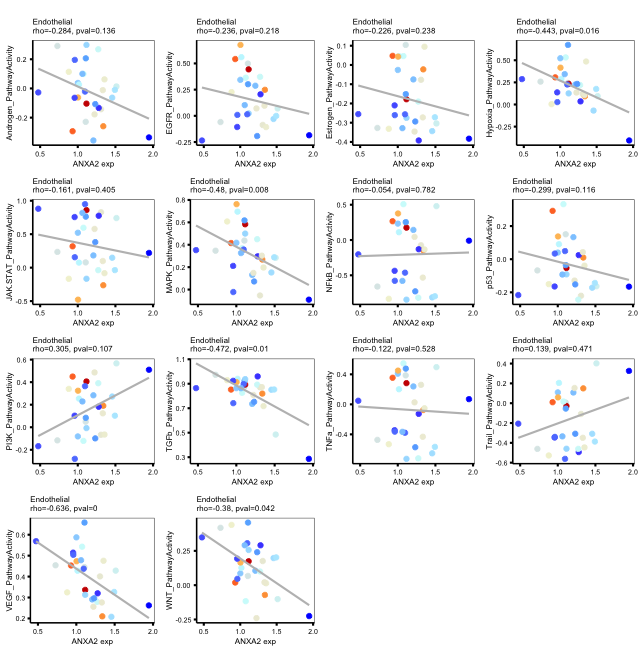 Endothelial
rho=-0.284, pval=0.136
Androgen_PathwayActivity
0.2
0.0
-0.2
0.5
1.0
1.5
2.0
ANXA2 exp
Endothelial
rho=-0.236, pval=0.218
EGFR_PathwayActivity
0.50
0.25
0.00
-0.25
0.5
1.0
1.5
2.0
ANXA2 exp
Endothelial
rho=-0.226, pval=0.238
Estrogen_PathwayActivity
0.1
0.0
-0.1
-0.2
-0.3
-0.4
0.5
1.0
1.5
2.0
ANXA2 exp
Endothelial
rho=-0.443, pval=0.016
Hypoxia_PathwayActivity
0.50
0.25
0.00
-0.25
0.5
1.0
1.5
2.0
ANXA2 exp
Endothelial
rho=-0.161, pval=0.405
JAK.STAT_PathwayActivity
1.0
0.5
0.0
-0.5
0.5
1.0
1.5
2.0
ANXA2 exp
Endothelial
rho=-0.48, pval=0.008
MAPK_PathwayActivity
0.8
0.6
0.4
0.2
0.0
0.5
1.0
1.5
2.0
ANXA2 exp
Endothelial
rho=-0.054, pval=0.782
NFkB_PathwayActivity
0.5
0.0
-0.5
0.5
1.0
1.5
2.0
ANXA2 exp
Endothelial
rho=-0.299, pval=0.116
p53_PathwayActivity
0.2
0.0
-0.2
0.5
1.0
1.5
2.0
ANXA2 exp
Endothelial
rho=0.305, pval=0.107
PI3K_PathwayActivity
0.6
0.4
0.2
0.0
-0.2
0.5
1.0
1.5
2.0
ANXA2 exp
Endothelial
rho=-0.472, pval=0.01
TGFb_PathwayActivity
1.1
0.9
0.7
0.5
0.3
0.5
1.0
1.5
2.0
ANXA2 exp
Endothelial
rho=-0.122, pval=0.528
TNFa_PathwayActivity
0.4
0.0
-0.4
0.5
1.0
1.5
2.0
ANXA2 exp
Endothelial
rho=0.139, pval=0.471
Trail_PathwayActivity
0.4
0.2
0.0
-0.2
-0.4
-0.6
0.5
1.0
1.5
2.0
ANXA2 exp
Endothelial
rho=-0.636, pval=0
VEGF_PathwayActivity
0.6
0.5
0.4
0.3
0.2
0.5
1.0
1.5
2.0
ANXA2 exp
Endothelial
rho=-0.38, pval=0.042
WNT_PathwayActivity
0.25
0.00
-0.25
0.5
1.0
1.5
2.0
ANXA2 exp